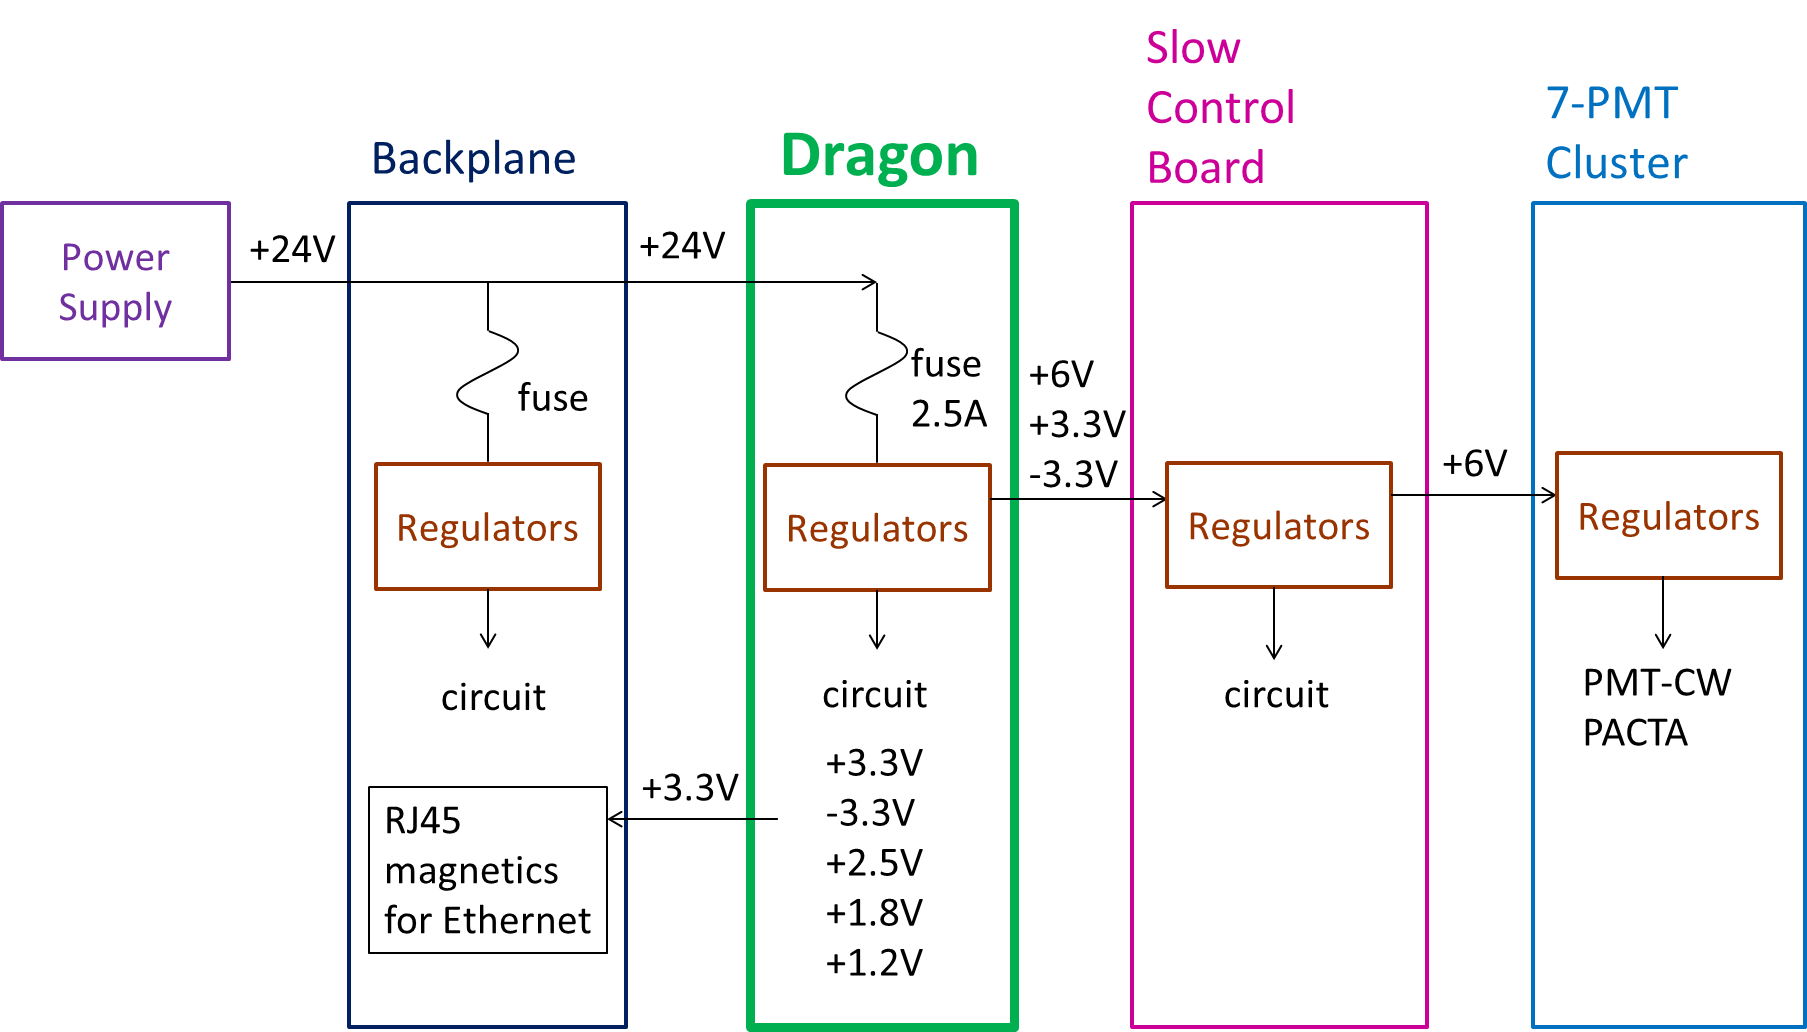 Slow
Control
Board
7-PMT
Cluster
Backplane
Dragon
Power
Supply
+24V
+24V
fuse
fuse
2.5A
+6V
+3.3V
-3.3V
+6V
Regulators
Regulators
Regulators
Regulators
circuit
circuit
circuit
PMT-CW
PACTA
+3.3V
-3.3V
+2.5V
+1.8V
+1.2V
+3.3V
RJ45
magnetics
for Ethernet